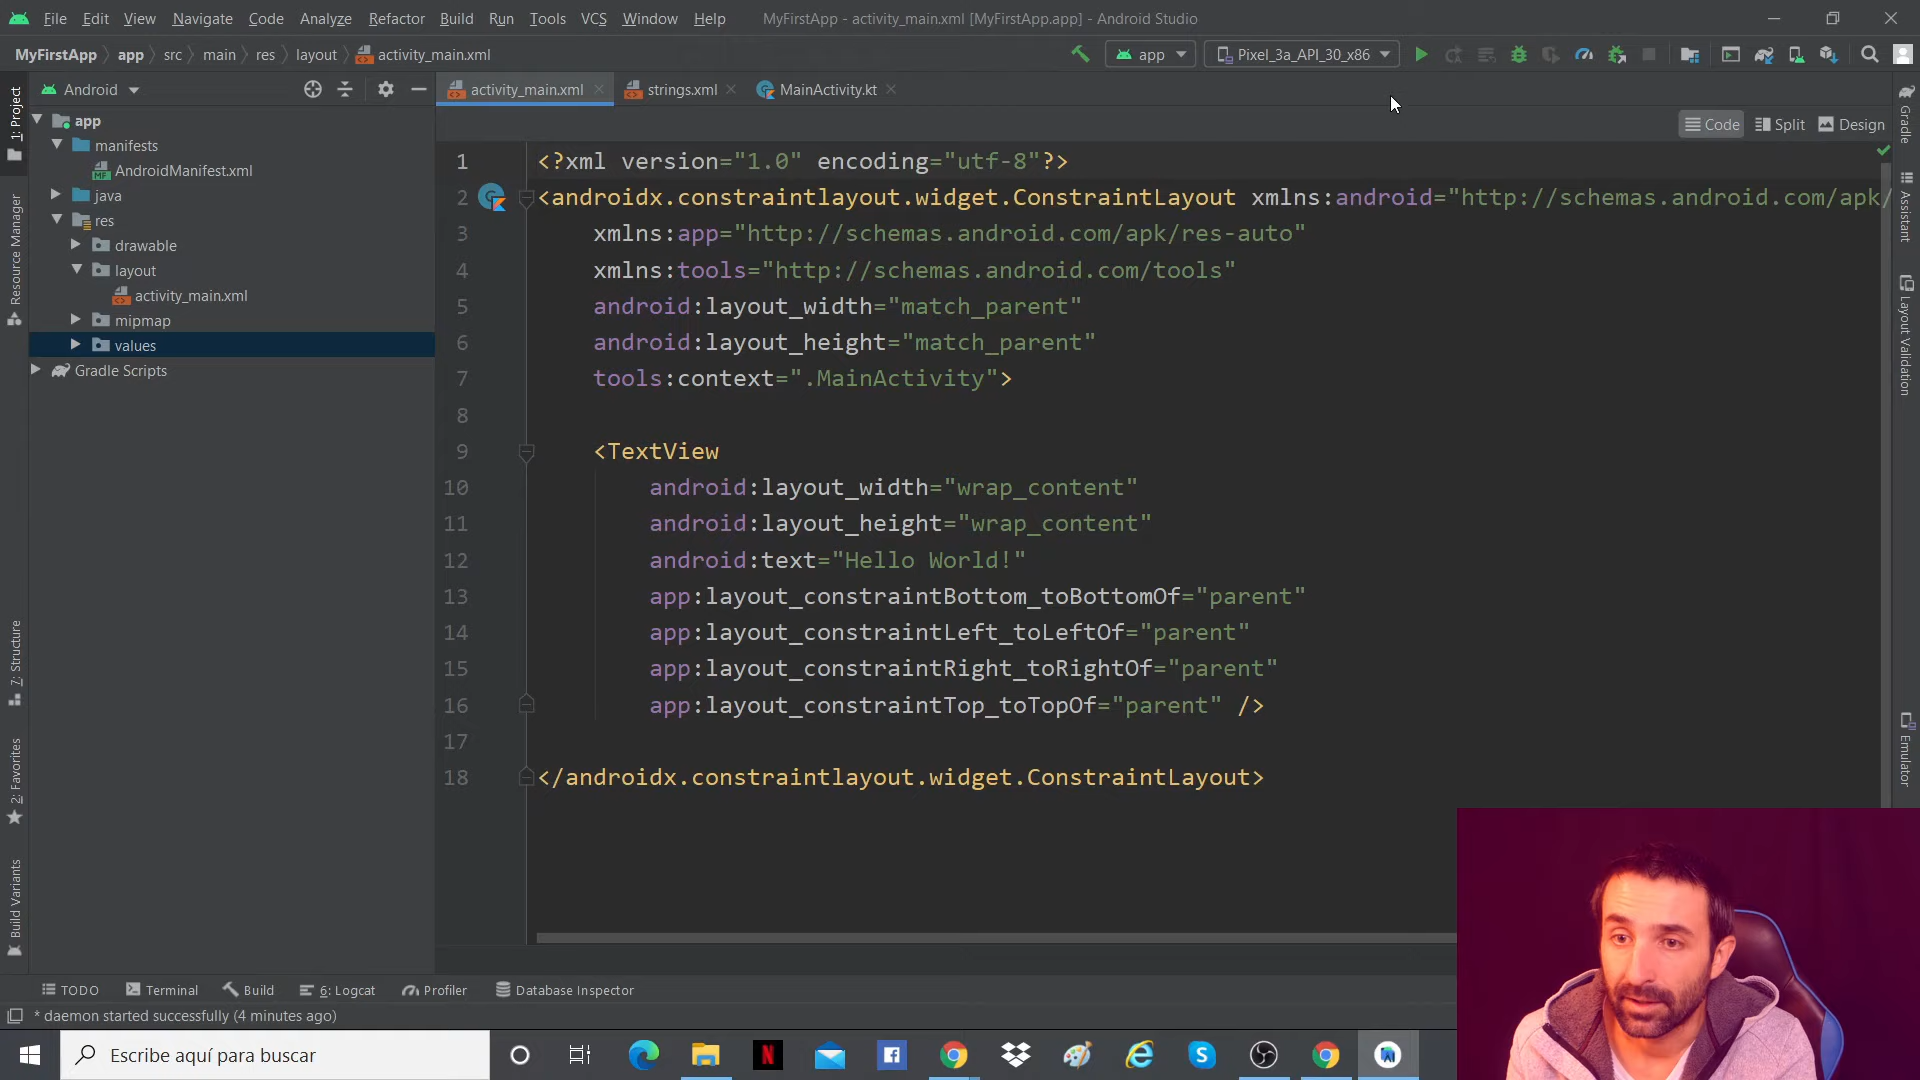 File Edit View Navigate Code Analyze Refactor Build Run Tools VCS Window Help MyFirstApp - activity_main.xml [MyFirstApp.app] - Android Studio
MyFirstApp app src main res layout activity_main.xml app Pixel_3a_API_30_x86
Android activity_main.xml strings.xml MainActivity.kt
Code Split Design
1: Project
Resource Manager
7: Structure
2: Favorites
Build Variants
app
manifests
AndroidManifest.xml
java
res
drawable
layout
activity_main.xml
mipmap
values
Gradle Scripts
1 <?xml version="1.0" encoding="utf-8"?>
2 <androidx.constraintlayout.widget.ConstraintLayout xmlns:android="http://schemas.android.com/apk/
3 xmlns:app="http://schemas.android.com/apk/res-auto"
4 xmlns:tools="http://schemas.android.com/tools"
5 android:layout_width="match_parent"
6 android:layout_height="match_parent"
7 tools:context=".MainActivity">
8
9 <TextView
10 android:layout_width="wrap_content"
11 android:layout_height="wrap_content"
12 android:text="Hello World!"
13 app:layout_constraintBottom_toBottomOf="parent"
14 app:layout_constraintLeft_toLeftOf="parent"
15 app:layout_constraintRight_toRightOf="parent"
16 app:layout_constraintTop_toTopOf="parent" />
17
18 </androidx.constraintlayout.widget.ConstraintLayout>
Gradle
Assistant
Layout Validation
Emulator
TODO Terminal Build 6: Logcat Profiler Database Inspector
* daemon started successfully (4 minutes ago)
Escribe aquí para buscar